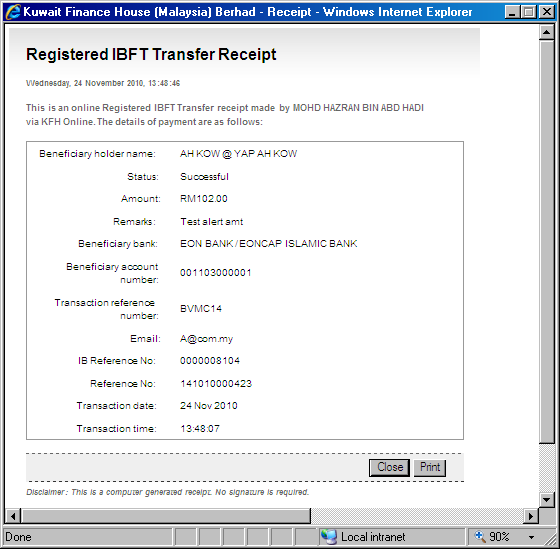 Kuwait Finance House (Malaysia) Berhad - Receipt - Windows Internet Explorer
Registered IBFT Transfer Receipt
Wednesday, 24 November 2010, 13:48:46
This is an online Registered IBFT Transfer receipt made by MOHD HAZRAN BIN ABD HADI
via KFH Online.The details of payment are as follows:
Beneficiary holder name: AH KOW @ YAP AH KOW
Status: Successful
Amount: RM102.00
Remarks: Test alert amt
Beneficiary bank: EON BANK / EONCAP ISLAMIC BANK
Beneficiary account
number: 001103000001
Transaction reference
number: BVMC14
Email: A@com.my
IB Reference No: 0000008104
Reference No: 141010000423
Transaction date: 24 Nov 2010
Transaction time: 13:48:07
Close Print
Disclaimer: This is a computer generated receipt. No signature is required.
Done Local intranet 90%